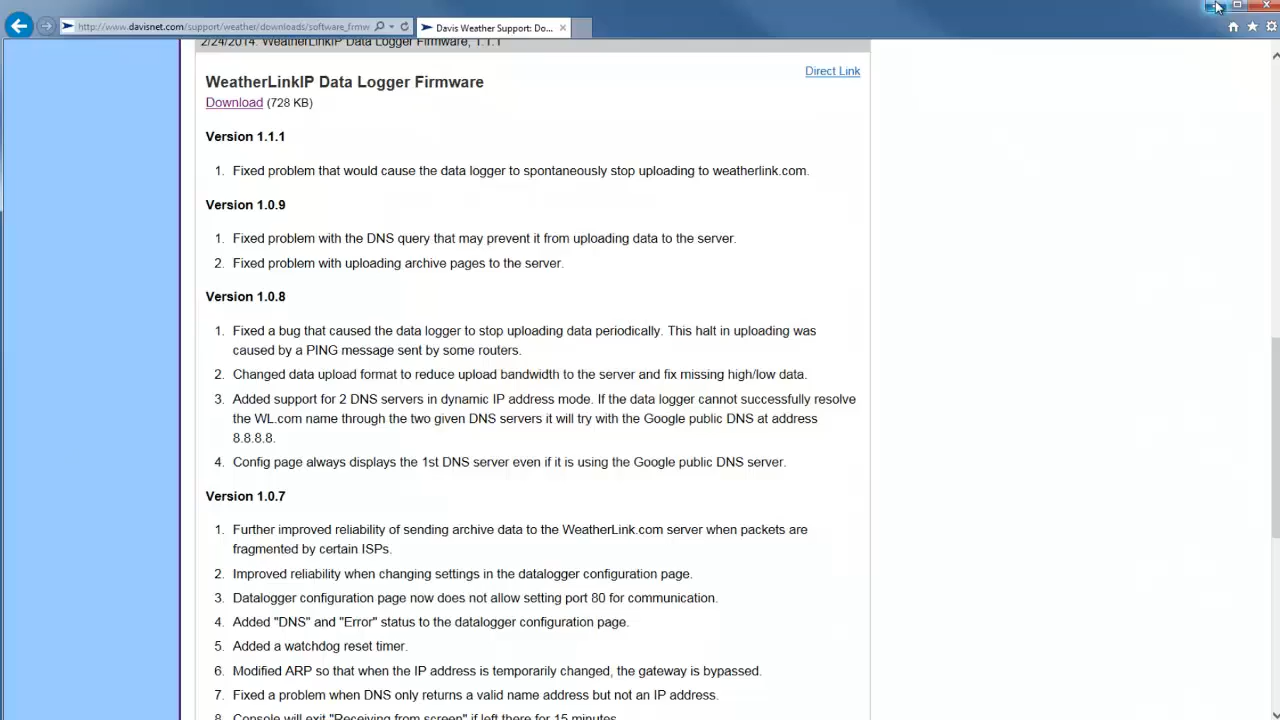 http://www.davisnet.com/support/weather/downloads/software_frmw
Davis Weather Support: Do...
2/24/2014: WeatherLinkIP Data Logger Firmware, 1.1.1
Direct Link
WeatherLinkIP Data Logger Firmware
Download (728 KB)
Version 1.1.1
1. Fixed problem that would cause the data logger to spontaneously stop uploading to weatherlink.com.
Version 1.0.9
1. Fixed problem with the DNS query that may prevent it from uploading data to the server.
2. Fixed problem with uploading archive pages to the server.
Version 1.0.8
1. Fixed a bug that caused the data logger to stop uploading data periodically. This halt in uploading was
caused by a PING message sent by some routers.
2. Changed data upload format to reduce upload bandwidth to the server and fix missing high/low data.
3. Added support for 2 DNS servers in dynamic IP address mode. If the data logger cannot successfully resolve
the WL.com name through the two given DNS servers it will try with the Google public DNS at address
8.8.8.8.
4. Config page always displays the 1st DNS server even if it is using the Google public DNS server.
Version 1.0.7
1. Further improved reliability of sending archive data to the WeatherLink.com server when packets are
fragmented by certain ISPs.
2. Improved reliability when changing settings in the datalogger configuration page.
3. Datalogger configuration page now does not allow setting port 80 for communication.
4. Added "DNS" and "Error" status to the datalogger configuration page.
5. Added a watchdog reset timer.
6. Modified ARP so that when the IP address is temporarily changed, the gateway is bypassed.
7. Fixed a problem when DNS only returns a valid name address but not an IP address.
8. Console will exit "Receiving from screen" if left there for 15 minutes.